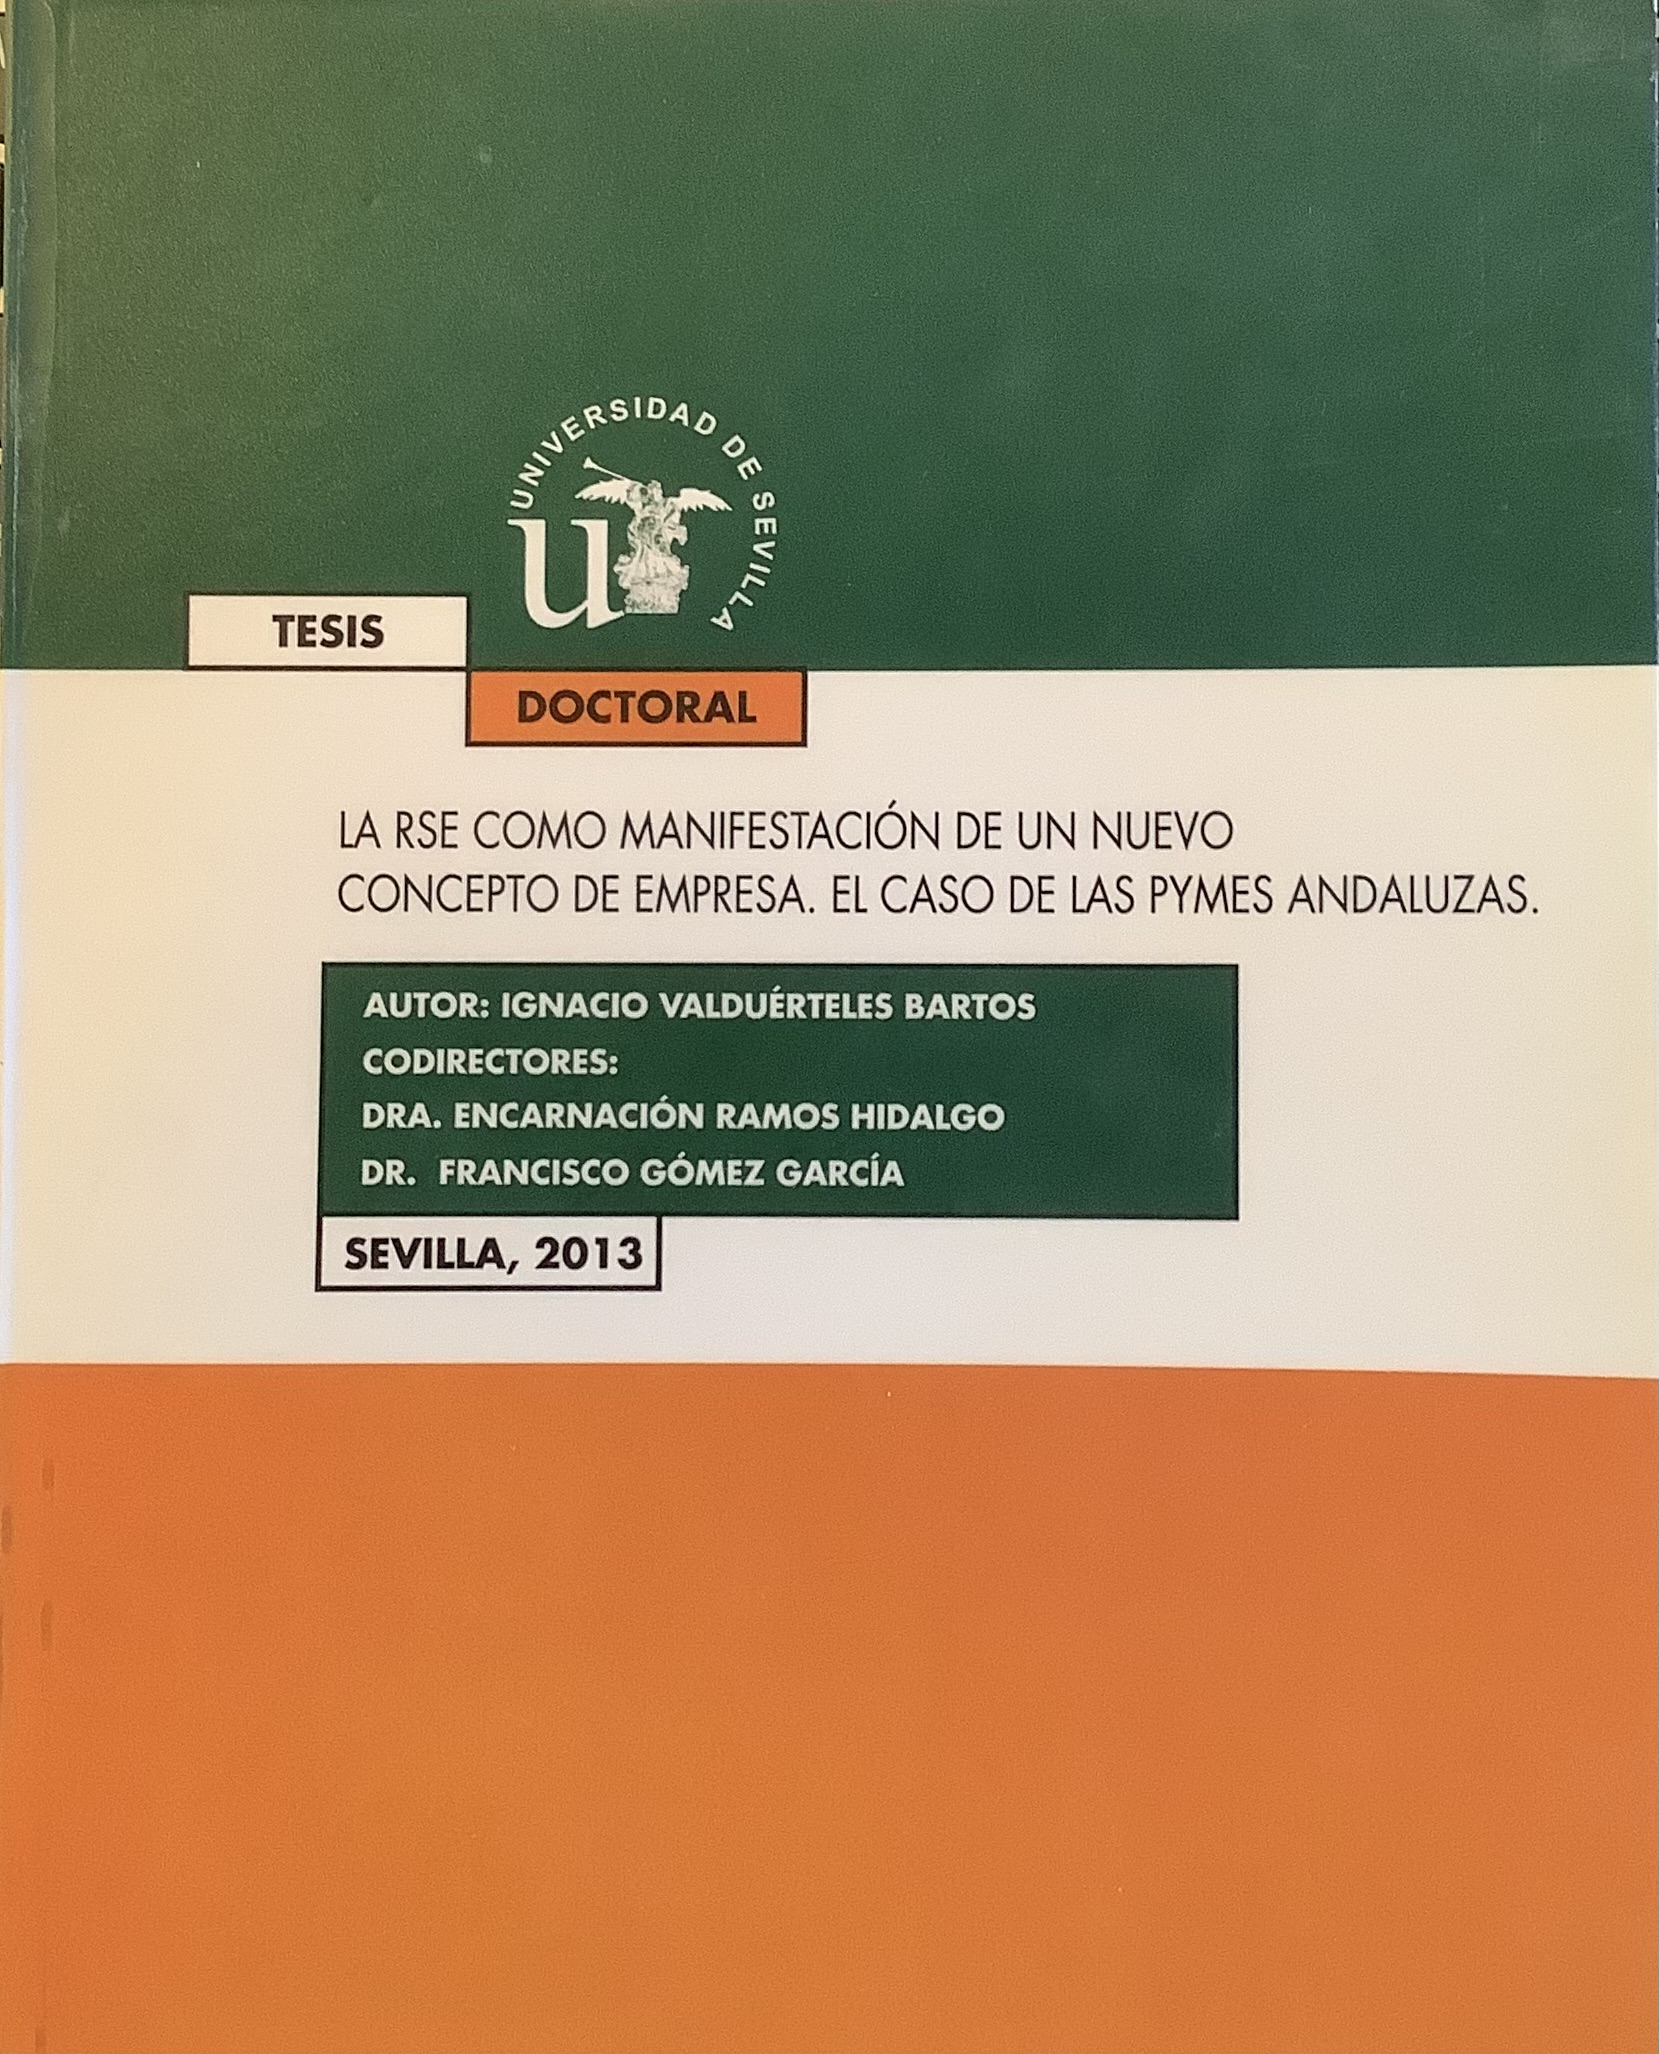 UNIVERSIDAD DE SEVILLA
u
TESIS
DOCTORAL
LA RSE COMO MANIFESTACIÓN DE UN NUEVO
CONCEPTO DE EMPRESA. EL CASO DE LAS PYMES ANDALUZAS.
AUTOR: IGNACIO VALDUÉRTELES BARTOS
CODIRECTORES:
DRA. ENCARNACIÓN RAMOS HIDALGO
DR. FRANCISCO GÓMEZ GARCÍA
SEVILLA, 2013